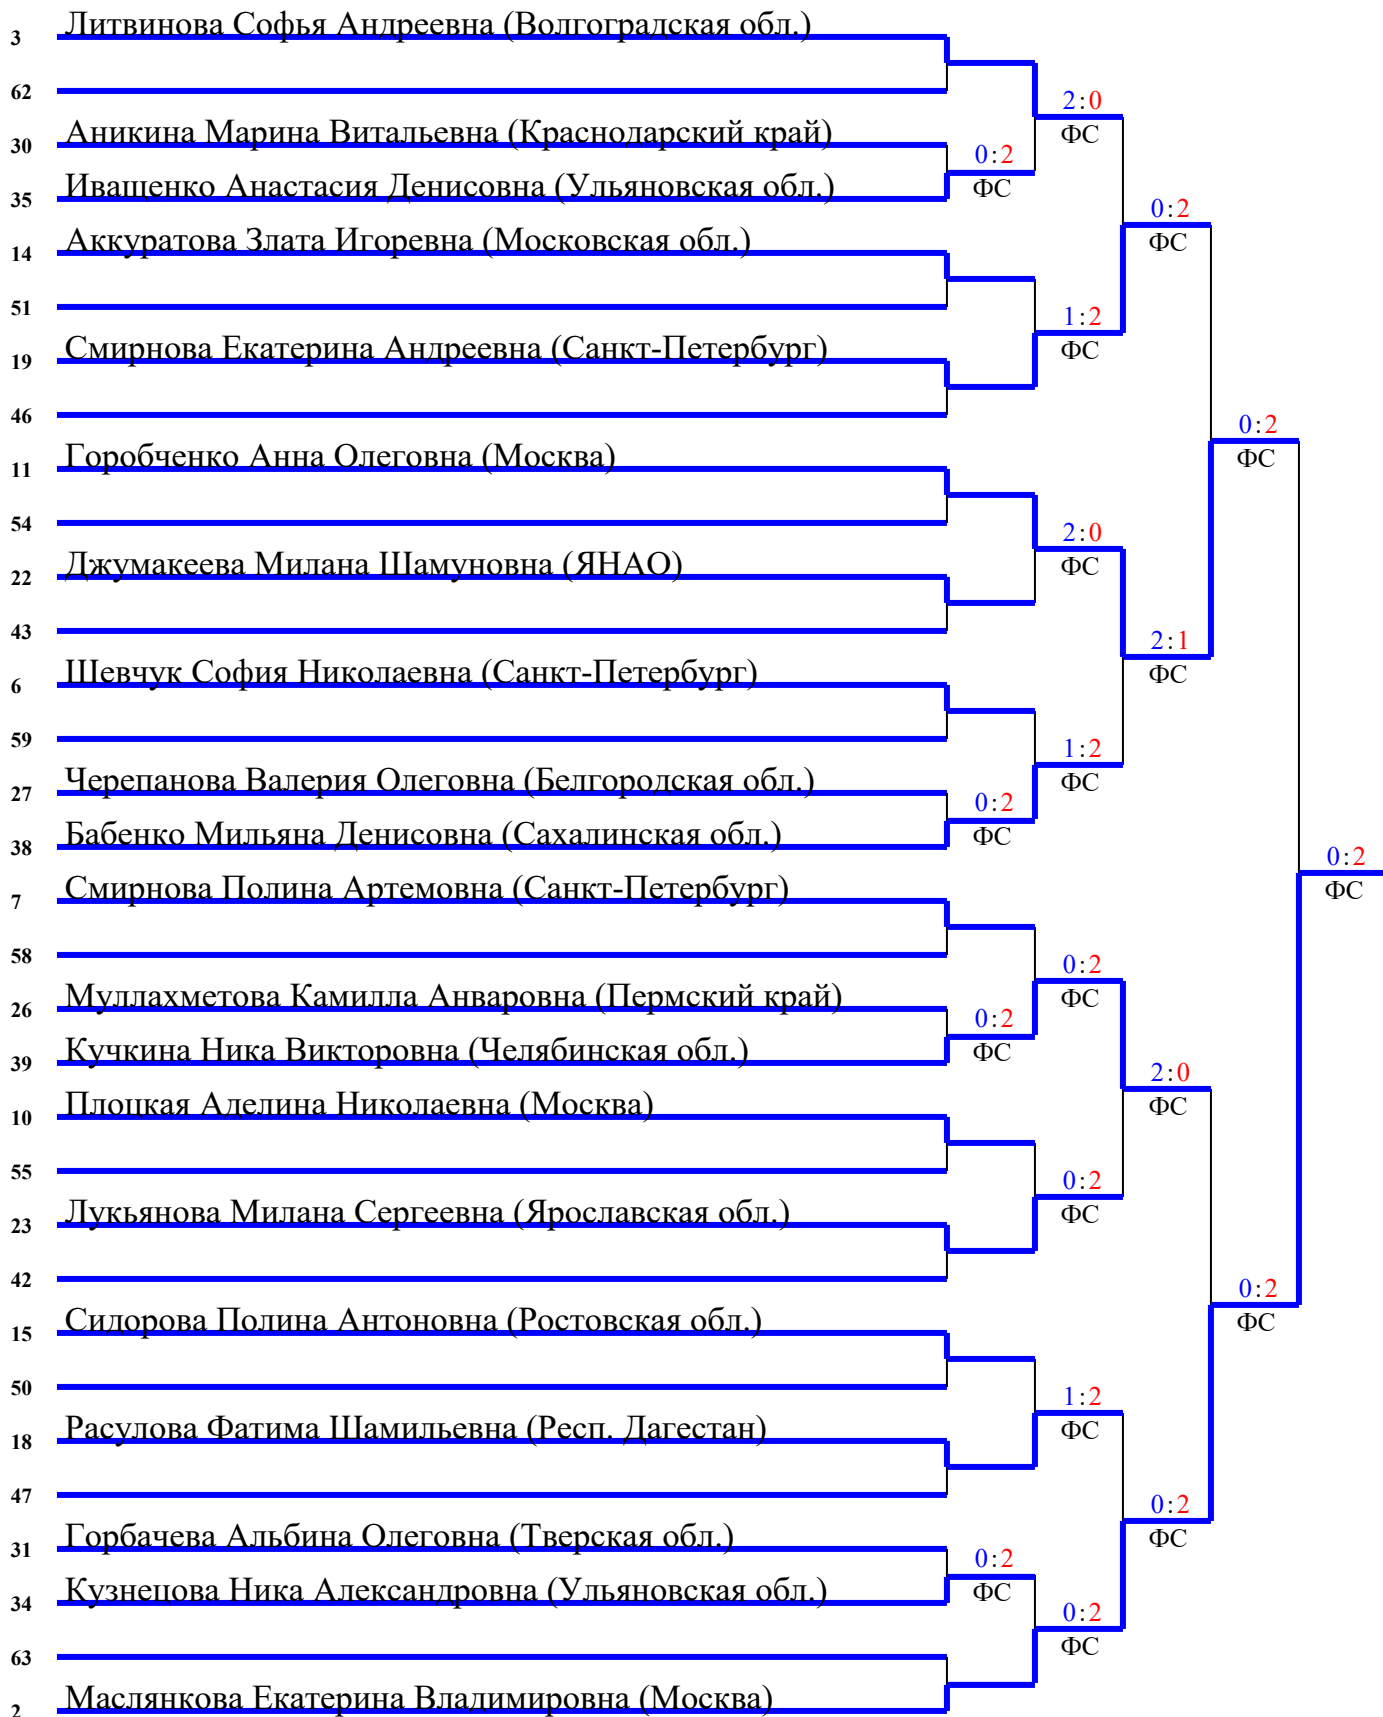 3 Литвинова Софья Андреевна (Волгоградская обл.)
62
2:0
30 Аникина Марина Витальевна (Краснодарский край)
ФС
0:2
35 Иващенко Анастасия Денисовна (Ульяновская обл.)
ФС
0:2
14 Аккуратова Злата Игоревна (Московская обл.)
ФС
51
1:2
19 Смирнова Екатерина Андреевна (Санкт-Петербург)
ФС
46
0:2
11 Горобченко Анна Олеговна (Москва)
ФС
54
2:0
22 Джумакеева Милана Шамуновна (ЯНАО)
ФС
43
2:1
6 Шевчук София Николаевна (Санкт-Петербург)
ФС
59
1:2
27 Черепанова Валерия Олеговна (Белгородская обл.)
ФС
0:2
38 Бабенко Мильяна Денисовна (Сахалинская обл.)
ФС
0:2
7 Смирнова Полина Артемовна (Санкт-Петербург)
ФС
58
0:2
26 Муллахметова Камилла Анваровна (Пермский край)
ФС
0:2
39 Кучкина Ника Викторовна (Челябинская обл.)
ФС
2:0
10 Плоцкая Аделина Николаевна (Москва)
ФС
55
0:2
23 Лукьянова Милана Сергеевна (Ярославская обл.)
ФС
42
0:2
15 Сидорова Полина Антоновна (Ростовская обл.)
ФС
50
1:2
18 Расулова Фатима Шамильевна (Респ. Дагестан)
ФС
47
0:2
31 Горбачева Альбина Олеговна (Тверская обл.)
ФС
0:2
34 Кузнецова Ника Александровна (Ульяновская обл.)
ФС
0:2
63
ФС
2 Маслянкова Екатерина Владимировна (Москва)